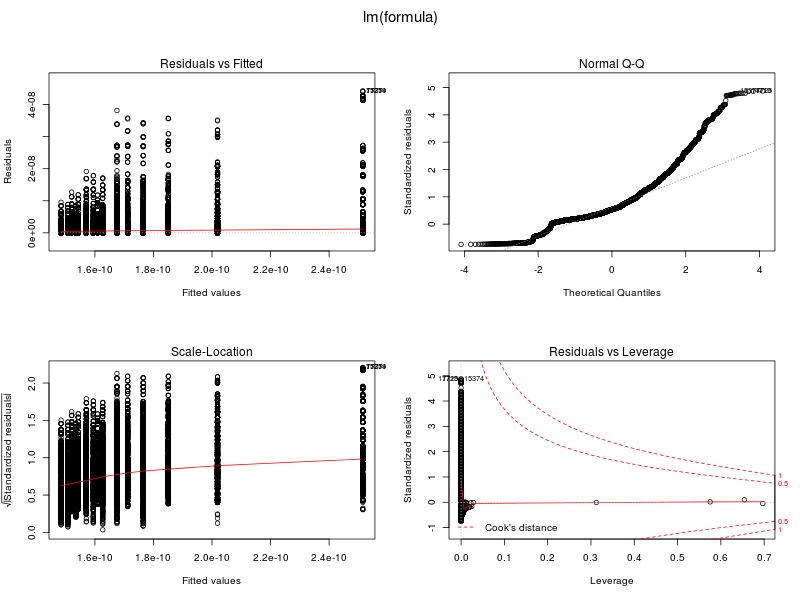 lm(formula)
Residuals vs Fitted
Residuals
0e+00
2e-08
4e-08
1.6e-10 1.8e-10 2.0e-10 2.2e-10 2.4e-10
Fitted values
Normal Q-Q
Standardized residuals
0
1
2
3
4
5
-4 -2 0 2 4
Theoretical Quantiles
Scale-Location
√|Standardized residuals|
0.0
0.5
1.0
1.5
2.0
1.6e-10 1.8e-10 2.0e-10 2.2e-10 2.4e-10
Fitted values
Residuals vs Leverage
Standardized residuals
-1
0
1
2
3
4
5
15374
1
0.5
0.5
1
Cook's distance
0.0 0.1 0.2 0.3 0.4 0.5 0.6 0.7
Leverage